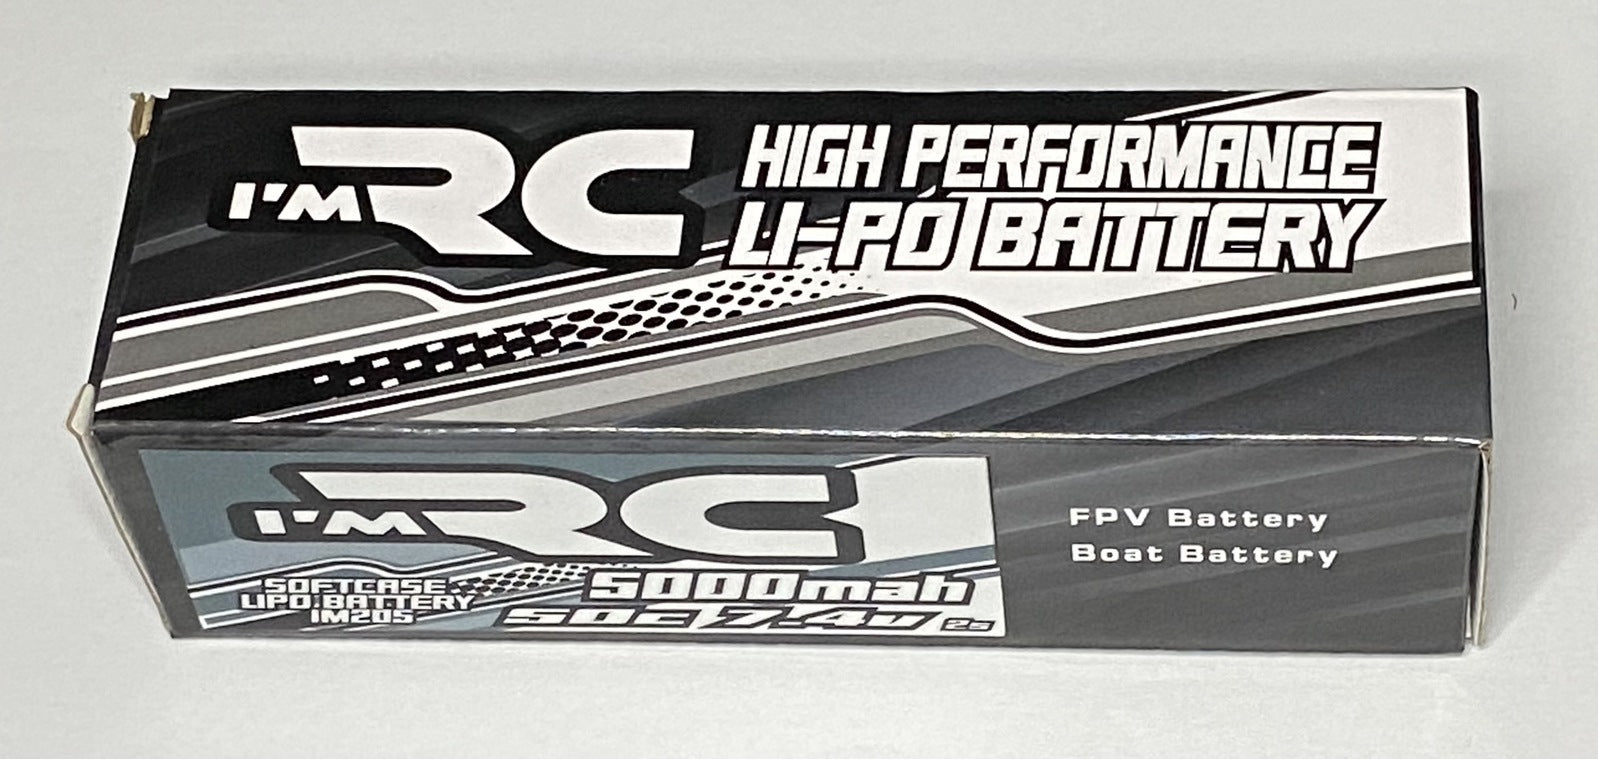 I'M RC
HIGH PERFORMANCE
LI-PO BATTERY
I'M RC
SOFTCASE
LIPO BATTERY
IM205
5000mah
50C 7.4v 2s
FPV Battery
Boat Battery